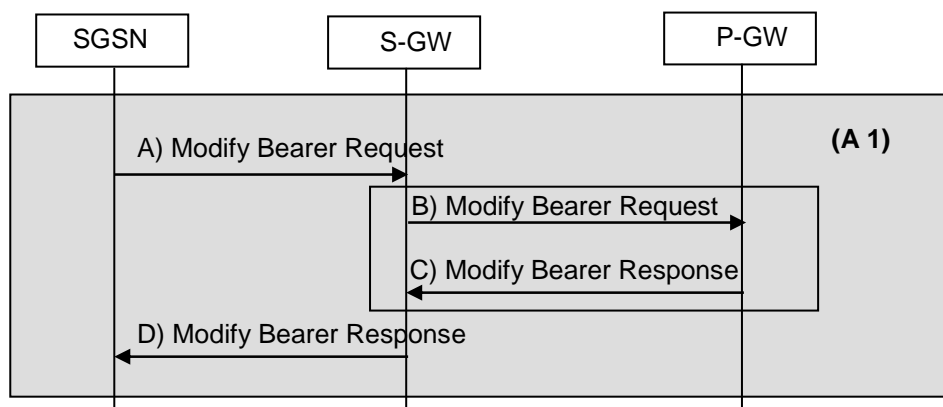 SGSN
S-GW
P-GW
(A 1)
A) Modify Bearer Request
B) Modify Bearer Request
C) Modify Bearer Response
D) Modify Bearer Response